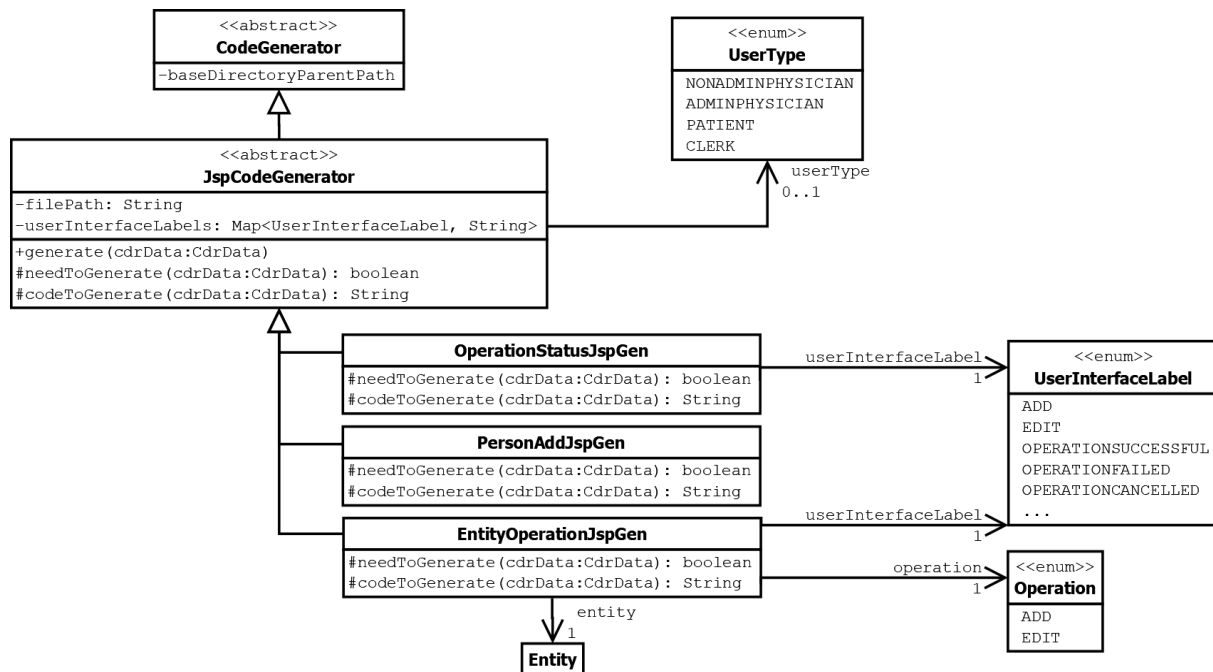 <<abstract>>
CodeGenerator
-baseDirectoryParentPath
<<enum>>
UserType
NONADMINPHYSICIAN
ADMINPHYSICIAN
PATIENT
CLERK
<<abstract>>
JspCodeGenerator
-filePath: String
-userInterfaceLabels: Map<UserInterfaceLabel, String>
+generate(cdrData:CdrData)
#needToGenerate(cdrData:CdrData): boolean
#codeToGenerate(cdrData:CdrData): String
userType
0..1
OperationStatusJspGen
#needToGenerate(cdrData:CdrData): boolean
#codeToGenerate(cdrData:CdrData): String
userInterfaceLabel
1
<<enum>>
UserInterfaceLabel
ADD
EDIT
OPERATIONSUCCESSFUL
OPERATIONFAILED
OPERATIONCANCELLED
...
PersonAddJspGen
#needToGenerate(cdrData:CdrData): boolean
#codeToGenerate(cdrData:CdrData): String
EntityOperationJspGen
#needToGenerate(cdrData:CdrData): boolean
#codeToGenerate(cdrData:CdrData): String
userInterfaceLabel
1
operation
1
<<enum>>
Operation
ADD
EDIT
entity
1
Entity